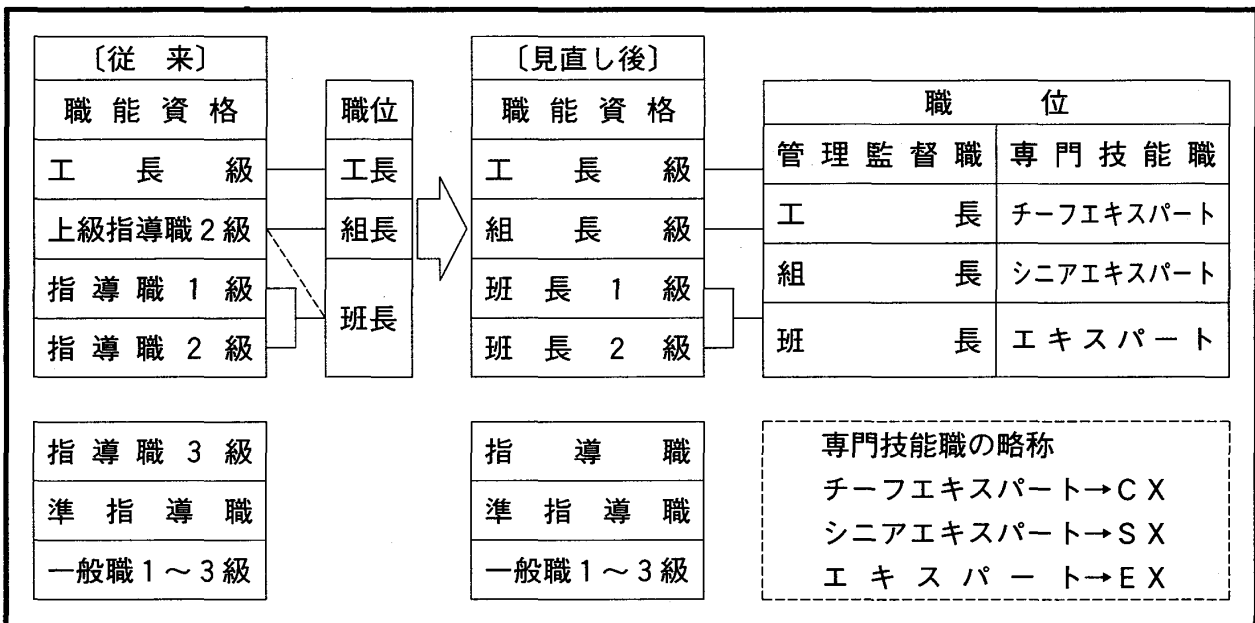 〔従来〕
職能資格
工長級
上級指導職2級
指導職1級
指導職2級
指導職3級
準指導職
一般職1～3級
職位
工長
組長
班長
〔見直し後〕
職能資格
工長級
組長級
班長1級
班長2級
指導職
準指導職
一般職1～3級
職位
管理監督職 専門技能職
工長 チーフエキスパート
組長 シニアエキスパート
班長 エキスパート
専門技能職の略称
チーフエキスパート→CX
シニアエキスパート→SX
エキスパート→EX